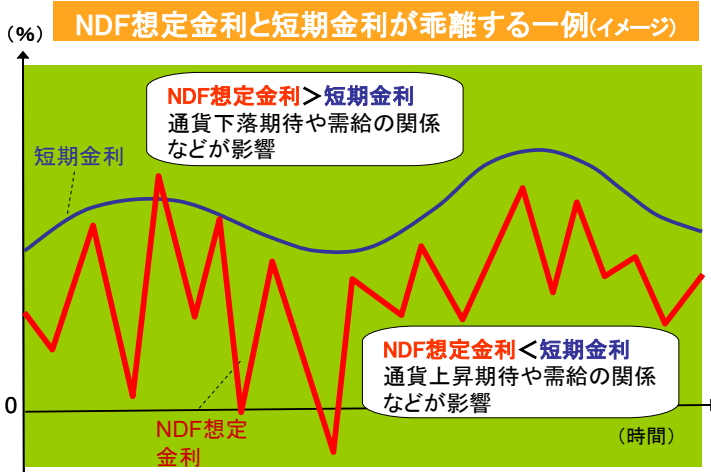 NDF想定金利と短期金利が乖離する一例(イメージ)
(%)
NDF想定金利＞短期金利
通貨下落期待や需給の関係
などが影響
短期金利
NDF想定金利＜短期金利
通貨上昇期待や需給の関係
などが影響
0
NDF想定
金利
(時間)